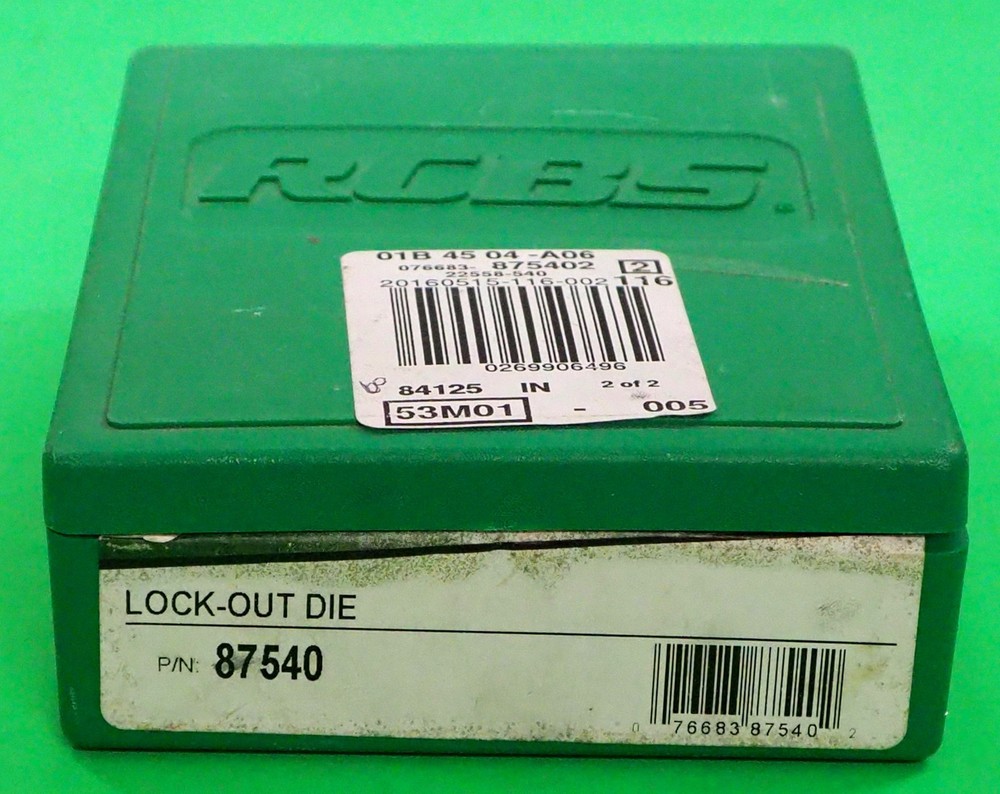 RCBS.
01B 45 04 -A06
076683- 875402 2
22558-540
20160515-116-002 116
0269906496
84125 IN 2 of 2
53M01 - 005
LOCK-OUT DIE
P/N: 87540
0 76683 87540 2